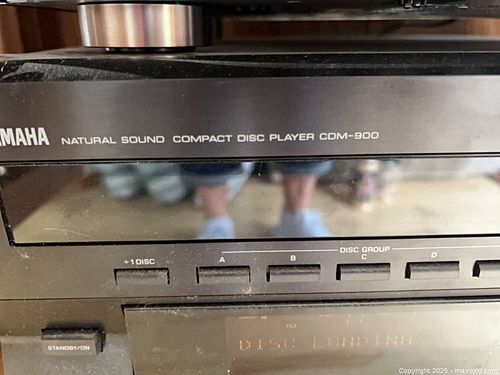 YAMAHA NATURAL SOUND COMPACT DISC PLAYER CDM-900
DISC GROUP
+1 DISC A B C D
STANDBY/ON
DISC LOADING
Copyright © 2025 - maxsold.com